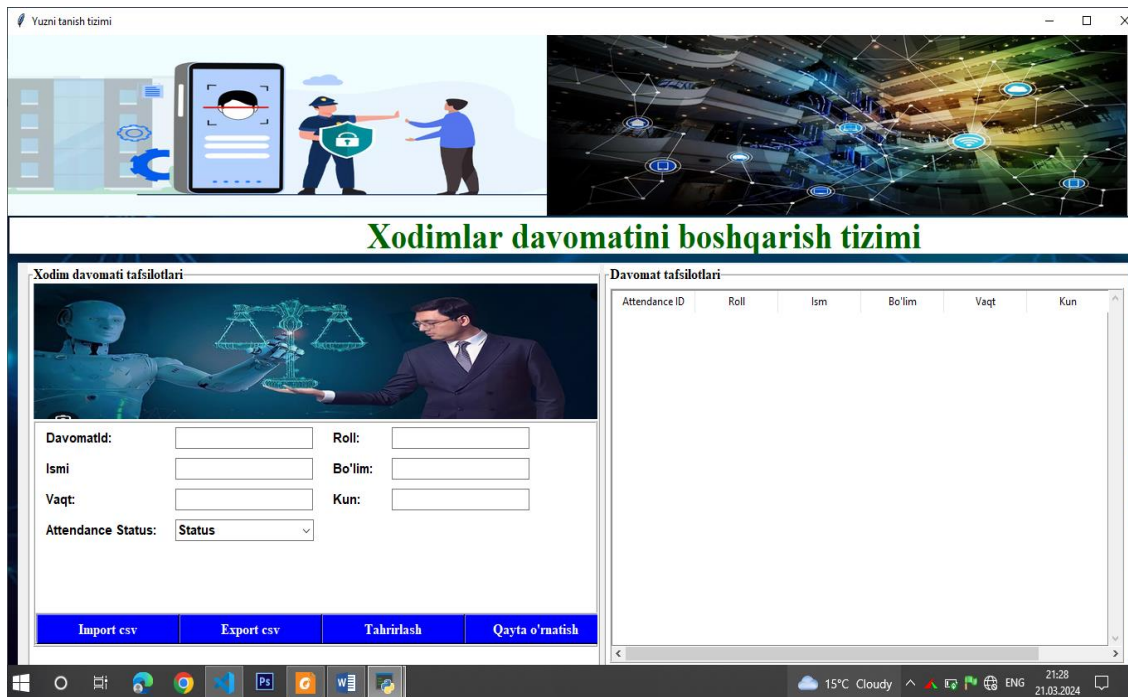 Yuzni tanish tizimi
Xodimlar davomatini boshqarish tizimi
Xodim davomati tafsilotlari
DavomatId:
Roll:
Ismi
Bo'lim:
Vaqt:
Kun:
Attendance Status:
Status
Import csv
Export csv
Tahrirlash
Qayta o'rnatish
Davomat tafsilotlari
Attendance ID
Roll
Ism
Bo'lim
Vaqt
Kun
Ps
15°C Cloudy
ENG
21:28
21.03.2024